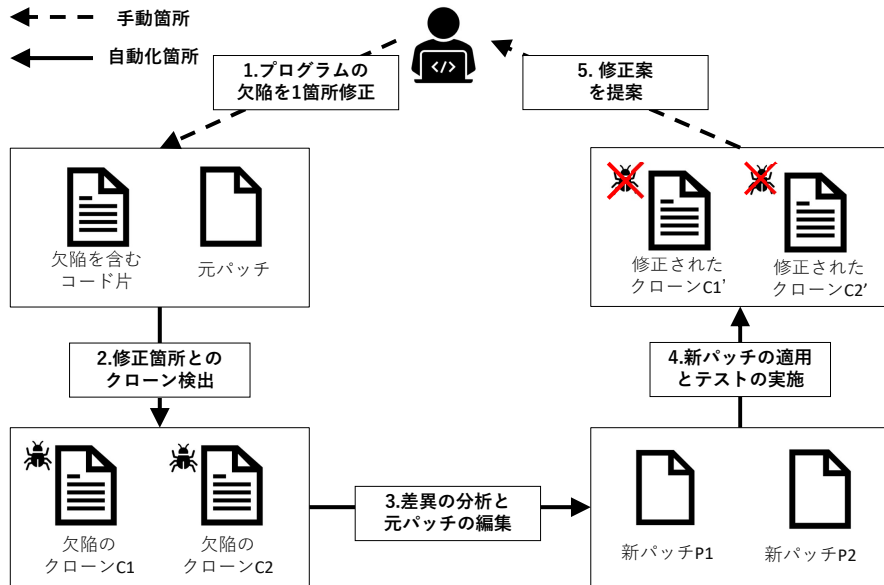 手動箇所
自動化箇所
1.プログラムの
欠陥を1箇所修正
5. 修正案
を提案
</>
欠陥を含む
コード片
元パッチ
修正された
クローンC1'
修正された
クローンC2'
2.修正箇所との
クローン検出
4.新パッチの適用
とテストの実施
欠陥の
クローンC1
欠陥の
クローンC2
3.差異の分析と
元パッチの編集
新パッチP1
新パッチP2